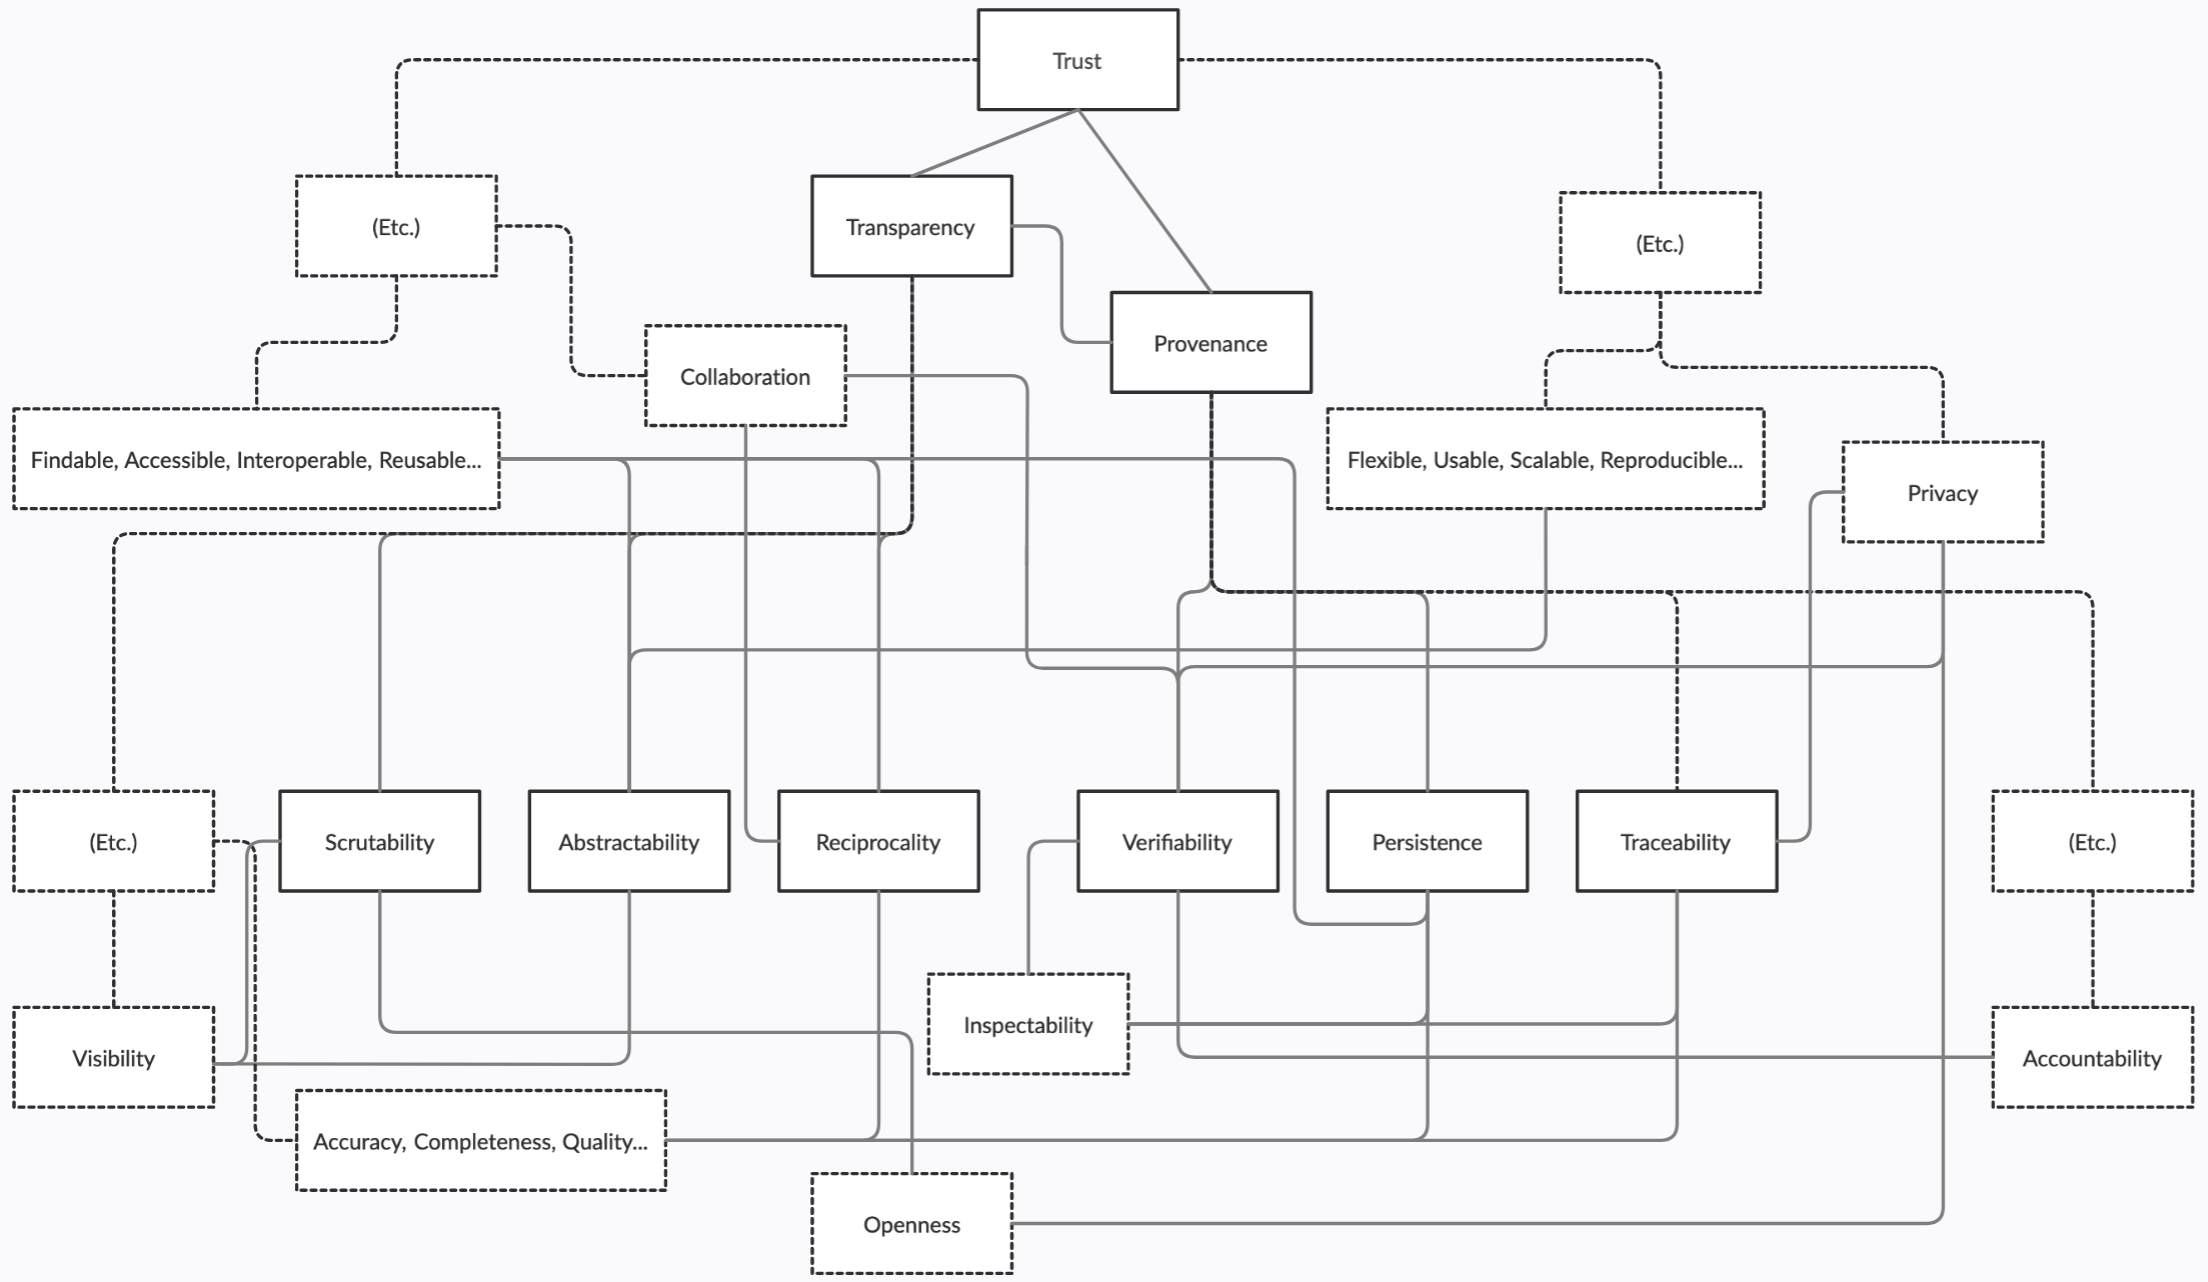 Trust
(Etc.)
Transparency
(Etc.)
Provenance
Collaboration
Findable, Accessible, Interoperable, Reusable...
Flexible, Usable, Scalable, Reproducible...
Privacy
(Etc.)
Scrutability
Abstractability
Reciprocality
Verifiability
Persistence
Traceability
(Etc.)
Inspectability
Visibility
Accountability
Accuracy, Completeness, Quality...
Openness